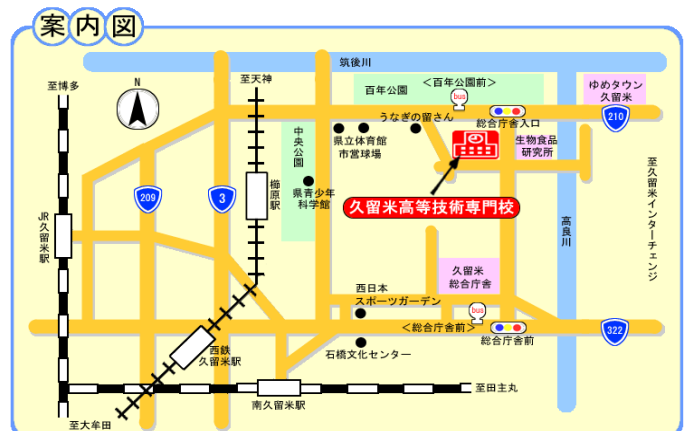 案内図
筑後川
至博多
N
至天神
百年公園
＜百年公園前＞
bus
ゆめタウン
久留米
210
うなぎの留さん
総合庁舎入口
中央公園
県立体育館
市営球場
生物食品
研究所
至久留米インターチェンジ
櫛原駅
県青少年
科学館
209
3
久留米高等技術専門校
JR
久留米駅
高良川
久留米
総合庁舎
西日本
スポーツガーデン
bus
＜総合庁舎前＞
総合庁舎前
322
西鉄
久留米駅
石橋文化センター
南久留米駅
至田主丸
至大牟田